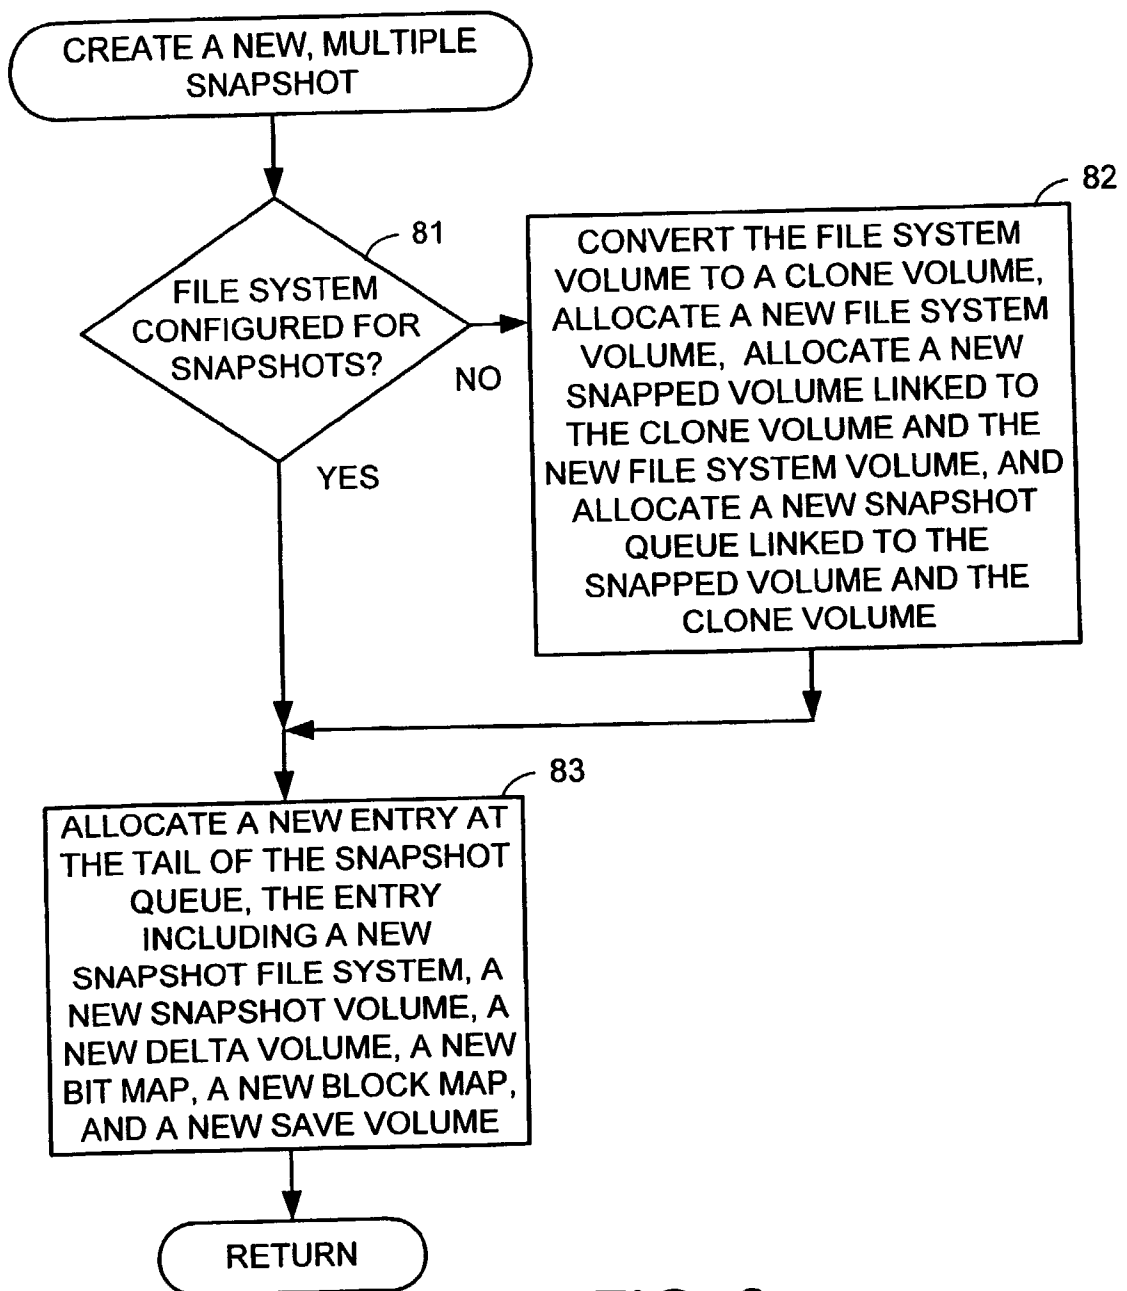 CREATE A NEW, MULTIPLE
SNAPSHOT
81
FILE SYSTEM
CONFIGURED FOR
SNAPSHOTS?
NO
YES
82
CONVERT THE FILE SYSTEM
VOLUME TO A CLONE VOLUME,
ALLOCATE A NEW FILE SYSTEM
VOLUME, ALLOCATE A NEW
SNAPPED VOLUME LINKED TO
THE CLONE VOLUME AND THE
NEW FILE SYSTEM VOLUME, AND
ALLOCATE A NEW SNAPSHOT
QUEUE LINKED TO THE
SNAPPED VOLUME AND THE
CLONE VOLUME
83
ALLOCATE A NEW ENTRY AT
THE TAIL OF THE SNAPSHOT
QUEUE, THE ENTRY
INCLUDING A NEW
SNAPSHOT FILE SYSTEM, A
NEW SNAPSHOT VOLUME, A
NEW DELTA VOLUME, A NEW
BIT MAP, A NEW BLOCK MAP,
AND A NEW SAVE VOLUME
RETURN